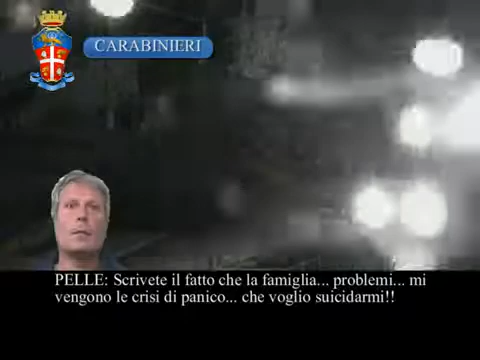 CARABINIERI
PELLE: Scrivete il fatto che la famiglia... problemi... mi
vengono le crisi di panico... che voglio suicidarmi!!